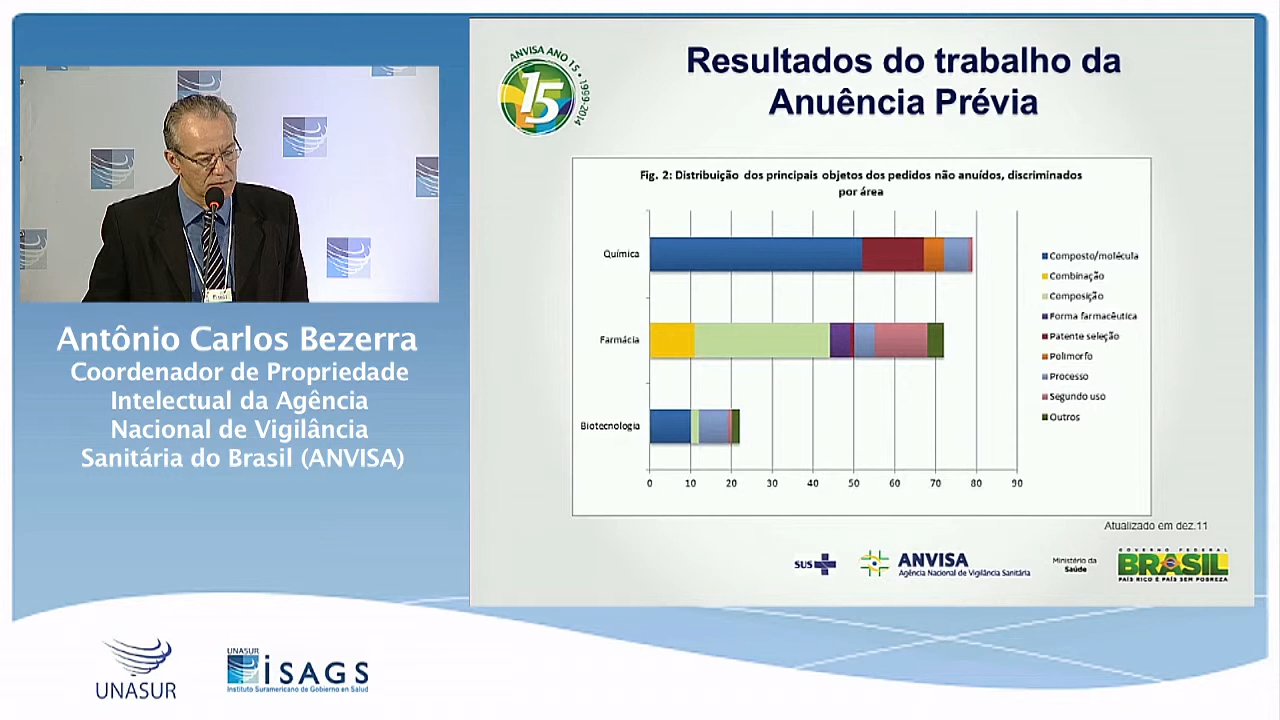 ANVISA ANO 15 • 1999-2014
15
Resultados do trabalho da
Anuência Prévia
Fig. 2: Distribuição dos principais objetos dos pedidos não anuídos, discriminados
por área
Química
Farmácia
Biotecnologia
0 10 20 30 40 50 60 70 80 90
Composto/molécula
Combinação
Composição
Forma farmacêutica
Patente seleção
Polimorfo
Processo
Segundo uso
Outros
Atualizado em dez.11
SUS
ANVISA
Agência Nacional de Vigilância Sanitária
Ministério da
Saúde
GOVERNO FEDERAL
BRASIL
PAÍS RICO É PAÍS SEM POBREZA
Antônio Carlos Bezerra
Coordenador de Propriedade
Intelectual da Agência
Nacional de Vigilância
Sanitária do Brasil (ANVISA)
UNASUR
UNASUR
iSAGS
Instituto Suramericano de Gobierno en Salud